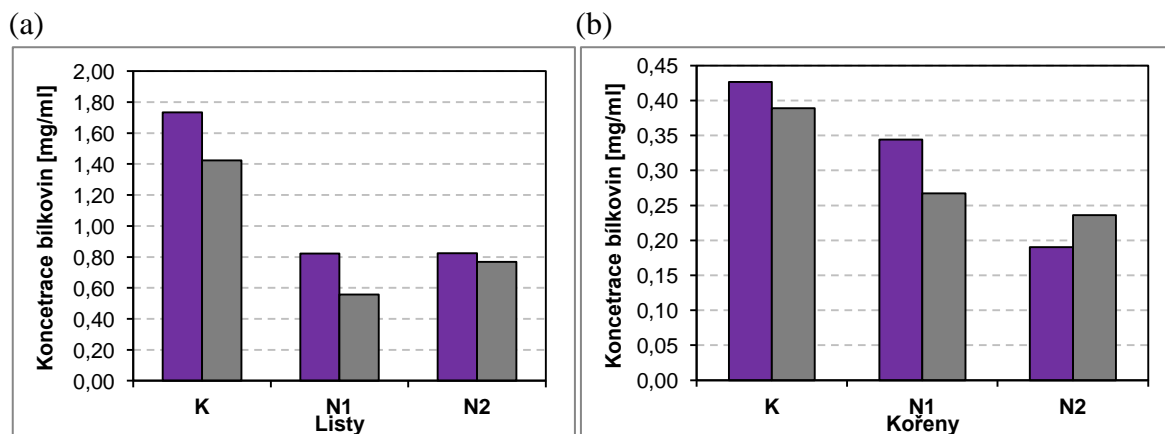 (a)
Koncetrace bílkovin [mg/ml]
2,00
1,80
1,60
1,40
1,20
1,00
0,80
0,60
0,40
0,20
0,00
K N1 N2
Listy
(b)
Koncetrace bílkovin [mg/ml]
0,45
0,40
0,35
0,30
0,25
0,20
0,15
0,10
0,05
0,00
K N1 N2
Kořeny